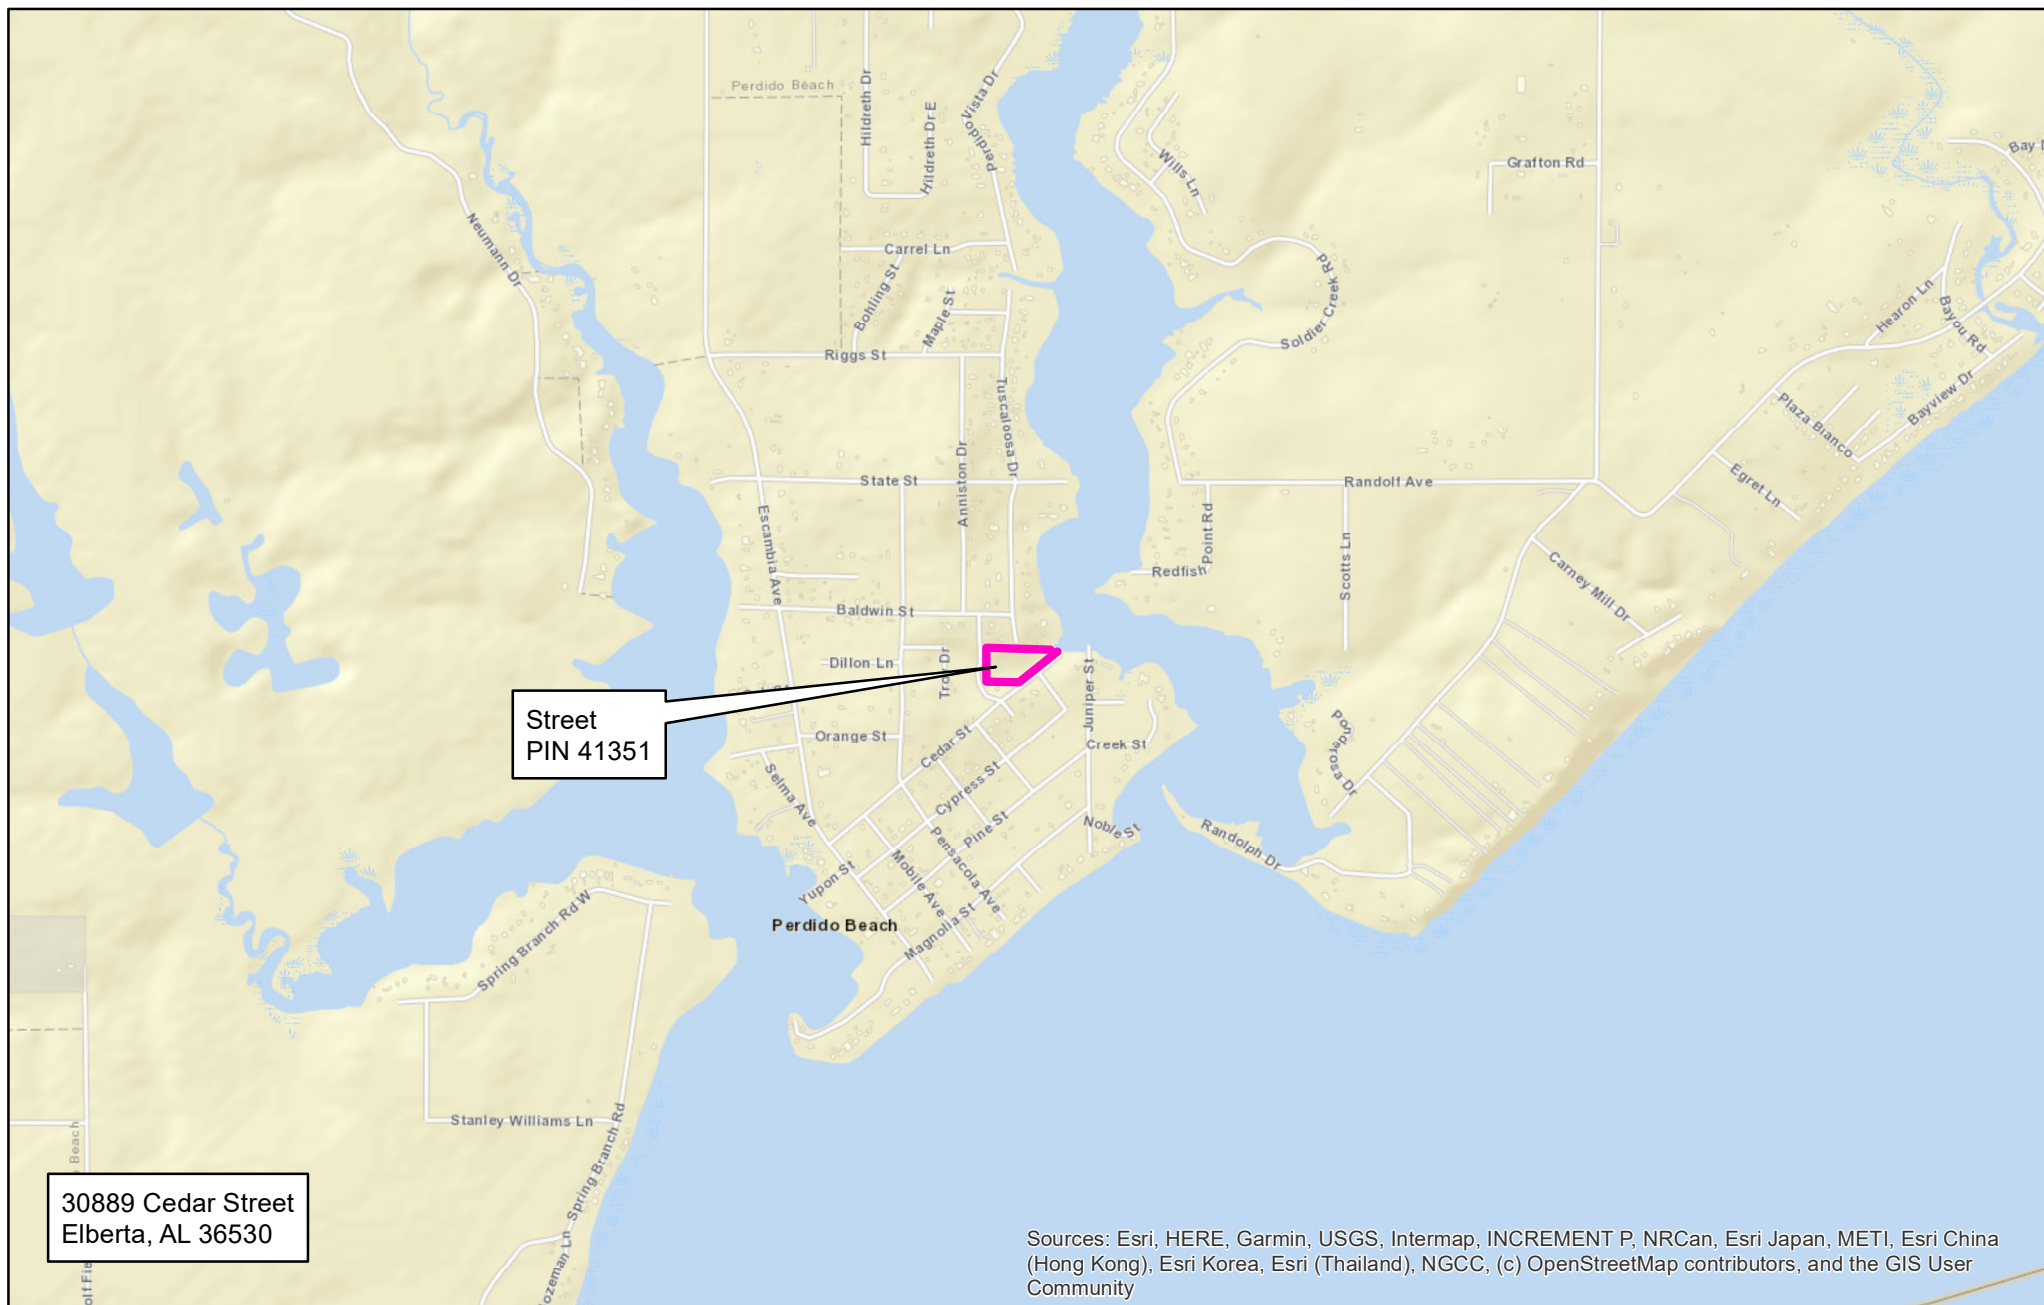 Perdido Beach
Hildreth Dr
Hildreth Dr E
Perdido Vista Dr
Wills Ln
Grafton Rd
Neumann Dr
Carrel Ln
Bohling St
Maple St
Soldier Creek Rd
Hearon Ln
Bayou Rd
Riggs St
Tuscaloosa Dr
Plaza Bianco
Bayview Dr
State St
Anniston Dr
Randolf Ave
Egret Ln
Escambia Ave
Point Rd
Scotts Ln
Redfish
Carney Mill Dr
Baldwin St
Dillon Ln
Troy Dr
Juniper St
Street
PIN 41351
Orange St
Cedar St
Creek St
Ponderosa Dr
Selma Ave
Cypress St
Pine St
Noble St
Pensacola Ave
Randolph Dr
Mobile Ave
Yupon St
Magnolia St
Perdido Beach
Spring Branch Rd W
Stanley Williams Ln
Spring Branch Rd
Beach
30889 Cedar Street
Elberta, AL 36530
Sources: Esri, HERE, Garmin, USGS, Intermap, INCREMENT P, NRCan, Esri Japan, METI, Esri China
(Hong Kong), Esri Korea, Esri (Thailand), NGCC, (c) OpenStreetMap contributors, and the GIS User
Community